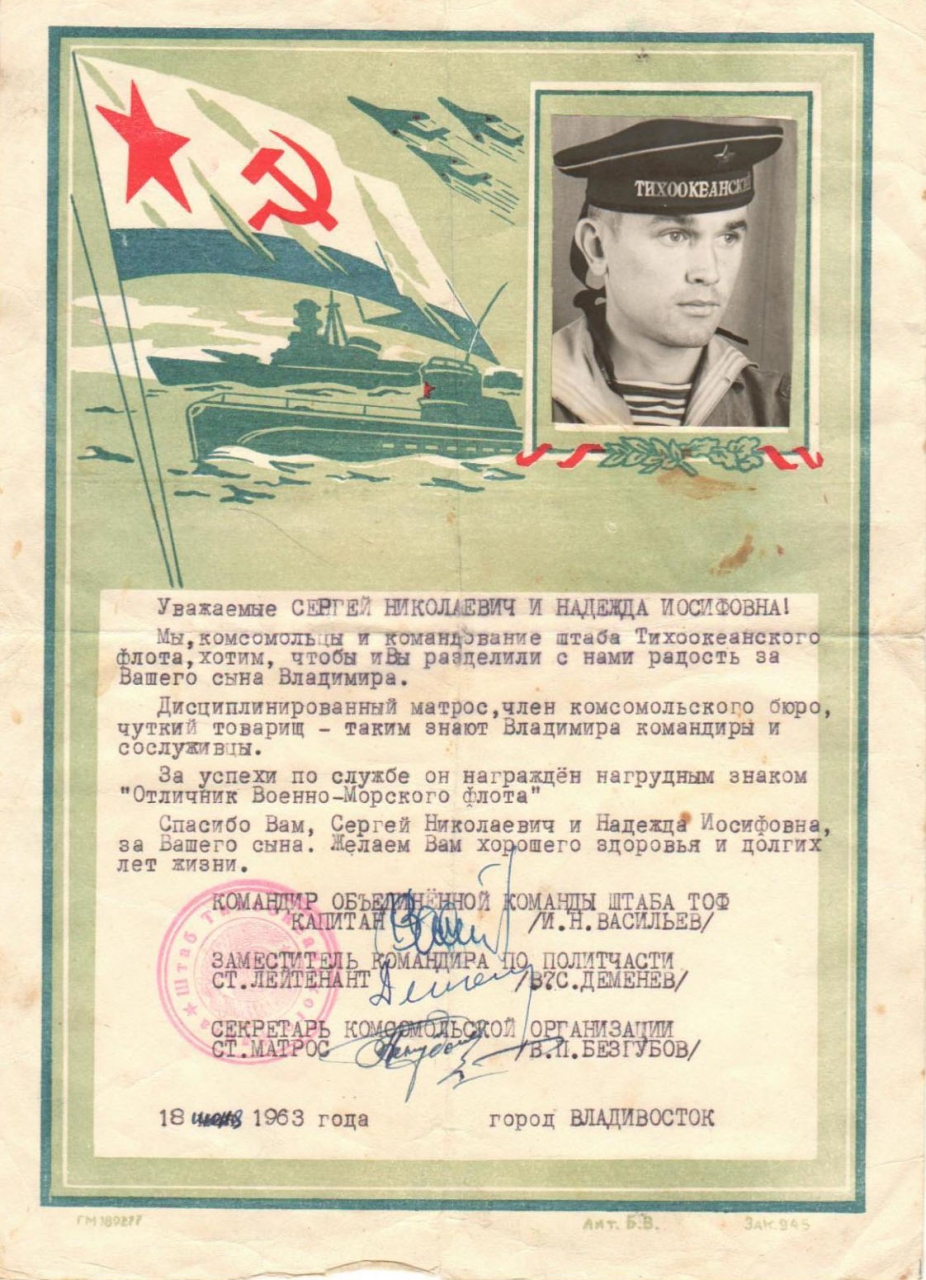 ТИХООКЕАНСКИ
Уважаемые СЕРГЕЙ НИКОЛАЕВИЧ И НАДЕЖДА ИОСИФОВНА!
Мы,комсомольцы и командование штаба Тихоокеанского
флота,хотим, чтобы иВы разделили с нами радость за
Вашего сына Владимира.
Дисциплинированный матрос,член комсомольского бюро,
чуткий товарищ - таким знают Владимира командиры и
сослуживцы.
За успехи по службе он награждён нагрудным знаком
"Отличник Военно-Морского флота"
Спасибо Вам, Сергей Николаевич и Надежда Иосифовна,
за Вашего сына. Желаем Вам хорошего здоровья и долгих
лет жизни.
КОМАНДИР ОБЪЕДИНЁННОЙ КОМАНДЫ ШТАБА ТОФ
КАПИТАН /И.Н.ВАСИЛЬЕВ/
ЗАМЕСТИТЕЛЬ КОМАНДИРА ПО ПОЛИТЧАСТИ
СТ.ЛЕЙТЕНАНТ /В.С.ДЕМЕНЕВ/
СЕКРЕТАРЬ КОМСОМОЛЬСКОЙ ОРГАНИЗАЦИИ
СТ.МАТРОС /В.П.БЕЗГУБОВ/
Штаб Тихоокеанского
18 июня 1963 года город ВЛАДИВОСТОК
ГМ 189277 Лит. Б.В. Зак. 945